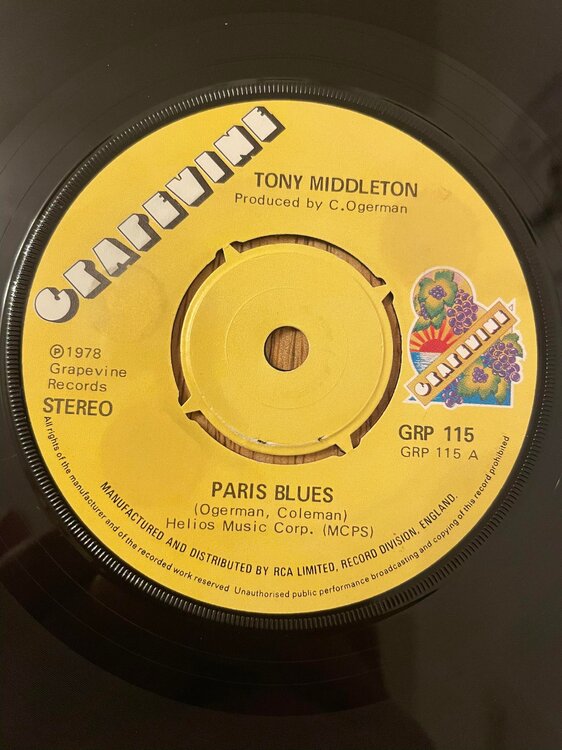 GRAPEVINE
TONY MIDDLETON
Produced by C.Ogerman
GRAPEVINE
℗1978
Grapevine
Records
STEREO
GRP 115
GRP 115 A
PARIS BLUES
(Ogerman, Coleman)
Helios Music Corp. (MCPS)
MANUFACTURED AND DISTRIBUTED BY RCA LIMITED, RECORD DIVISION, ENGLAND.
All rights of the manufacturer and of the recorded work reserved Unauthorised public performance broadcasting and copying of this record prohibited